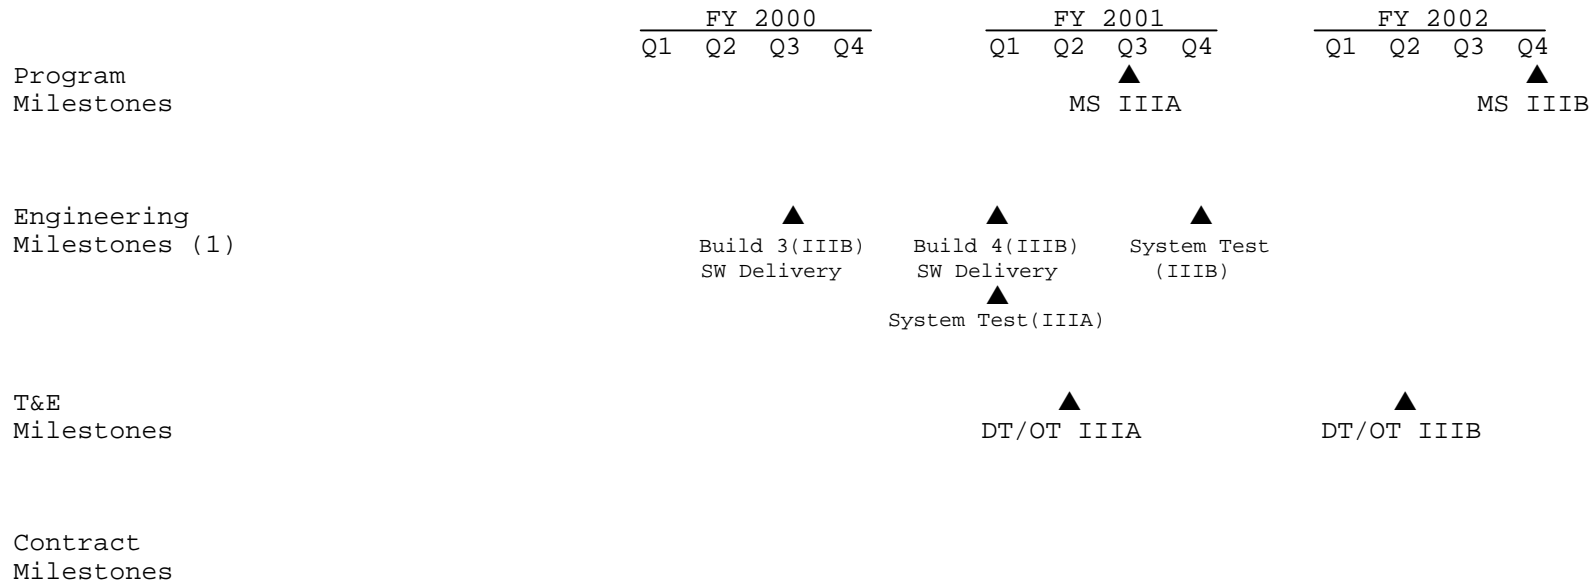 FY 2000 FY 2001 FY 2002
Q1 Q2 Q3 Q4 Q1 Q2 Q3 Q4 Q1 Q2 Q3 Q4
Program
Milestones MS IIIA MS IIIB
Engineering
Milestones (1) Build 3(IIIB) Build 4(IIIB) System Test
SW Delivery SW Delivery (IIIB)
System Test(IIIA)
T&E
Milestones DT/OT IIIA DT/OT IIIB
Contract
Milestones